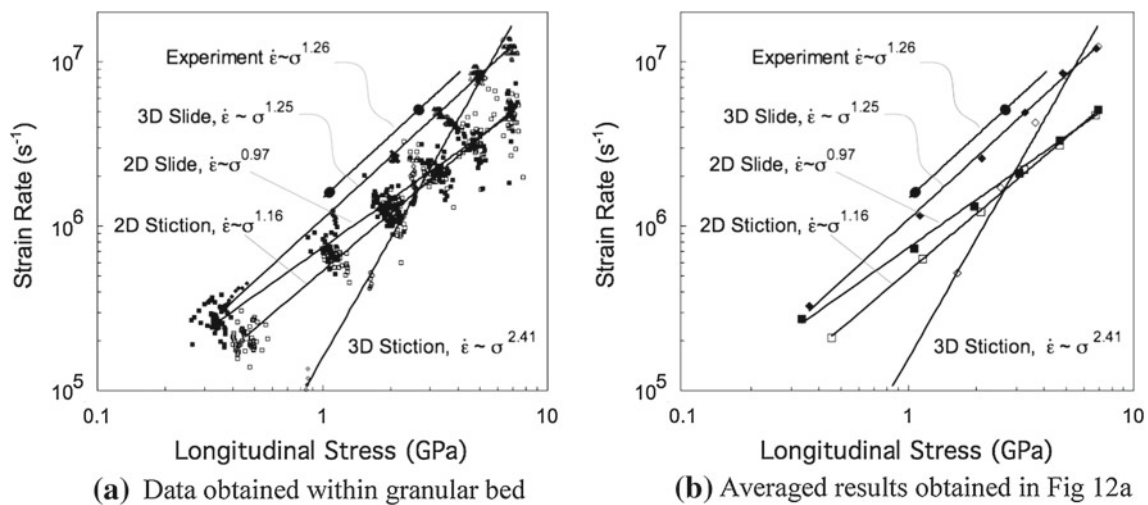 10^7
10^6
10^5
Strain Rate (s^-1)
Experiment ε̇~σ^1.26
3D Slide, ε̇ ~ σ^1.25
2D Slide, ε̇~σ^0.97
2D Stiction, ε̇~σ^1.16
3D Stiction, ε̇ ~ σ^2.41
0.1 1 10
Longitudinal Stress (GPa)
(a) Data obtained within granular bed
10^7
10^6
10^5
Strain Rate (s^-1)
Experiment ε̇~σ^1.26
3D Slide, ε̇ ~ σ^1.25
2D Slide, ε̇~σ^0.97
2D Stiction, ε̇~σ^1.16
3D Stiction, ε̇ ~ σ^2.41
0.1 1 10
Longitudinal Stress (GPa)
(b) Averaged results obtained in Fig 12a